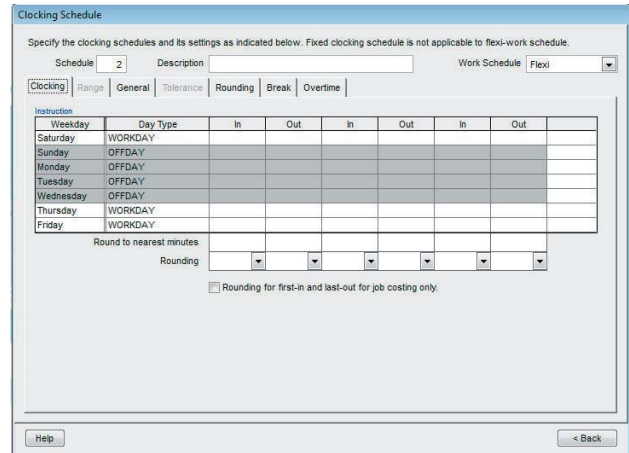 Clocking Schedule
Specify the clocking schedules and its settings as indicated below. Fixed clocking schedule is not applicable to flexi-work schedule.
Schedule 2 Description Work Schedule Flexi
Clocking Range General Tolerance Rounding Break Overtime
Instruction
Weekday Day Type In Out In Out In Out
Saturday WORKDAY
Sunday OFFDAY
Monday OFFDAY
Tuesday OFFDAY
Wednesday OFFDAY
Thursday WORKDAY
Friday WORKDAY
Round to nearest minutes
Rounding
Rounding for first-in and last-out for job costing only.
Help < Back